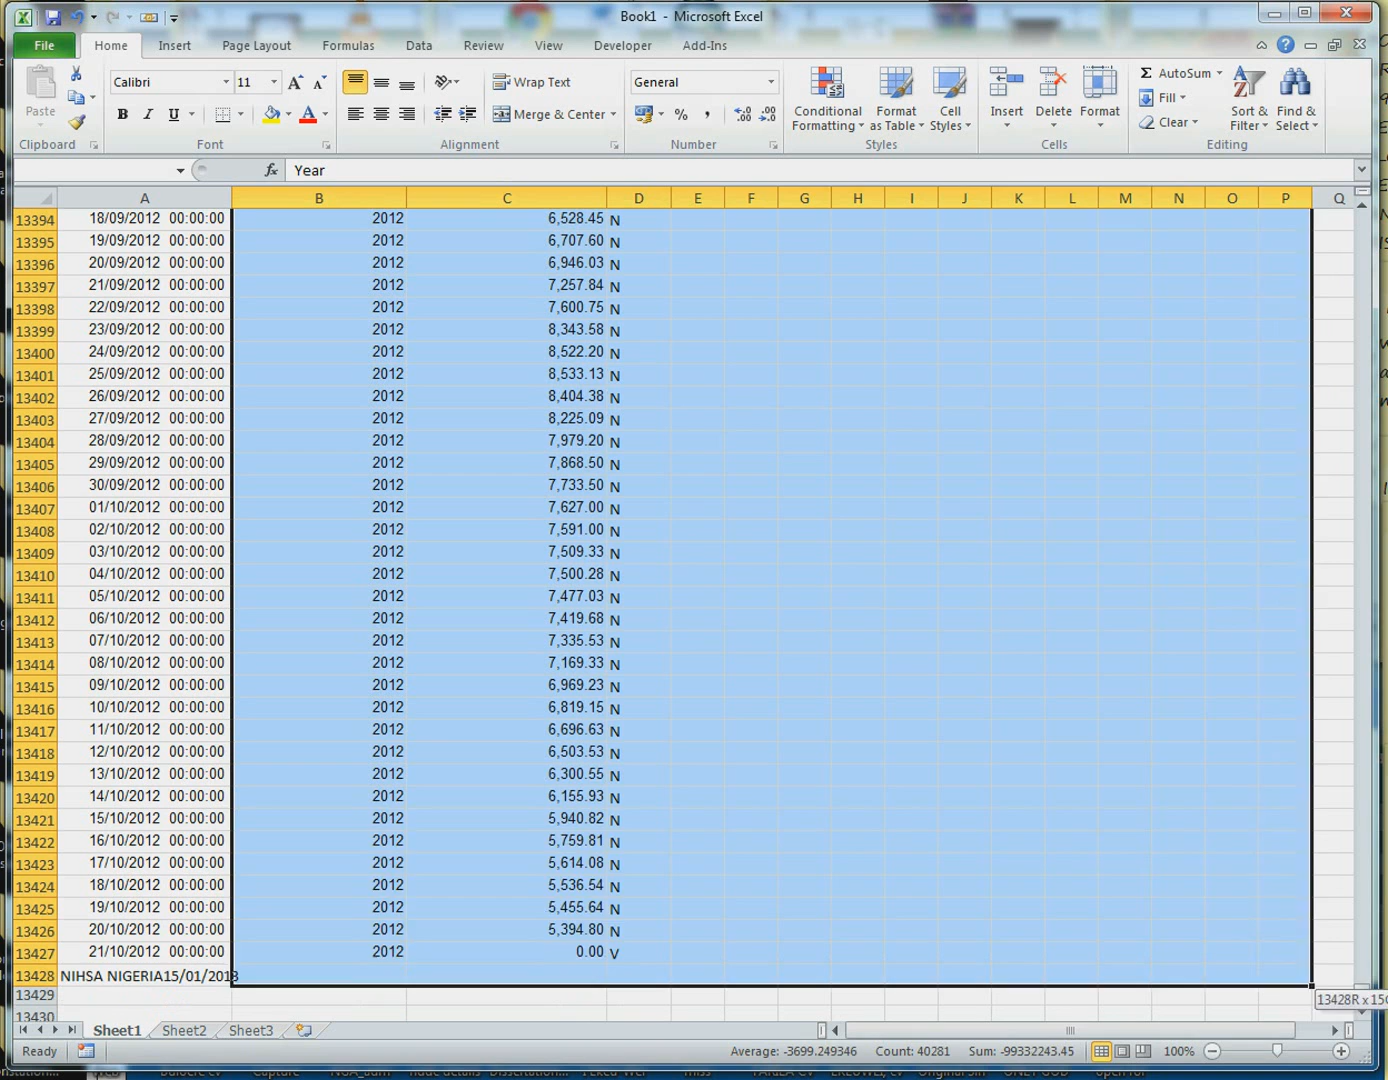 Book1 - Microsoft Excel
File Home Insert Page Layout Formulas Data Review View Developer Add-Ins
Paste
Calibri 11
Wrap Text
General
Conditional Formatting
Format as Table
Cell Styles
Insert Delete Format
Σ AutoSum
Fill
Clear
Sort & Filter
Find & Select
B I U
A
Merge & Center
% , .00 .0
Clipboard Font Alignment Number Styles Cells Editing
fx Year
A B C D E F G H I J K L M N O P Q
13394 18/09/2012 00:00:00 2012 6,528.45 N
13395 19/09/2012 00:00:00 2012 6,707.60 N
13396 20/09/2012 00:00:00 2012 6,946.03 N
13397 21/09/2012 00:00:00 2012 7,257.84 N
13398 22/09/2012 00:00:00 2012 7,600.75 N
13399 23/09/2012 00:00:00 2012 8,343.58 N
13400 24/09/2012 00:00:00 2012 8,522.20 N
13401 25/09/2012 00:00:00 2012 8,533.13 N
13402 26/09/2012 00:00:00 2012 8,404.38 N
13403 27/09/2012 00:00:00 2012 8,225.09 N
13404 28/09/2012 00:00:00 2012 7,979.20 N
13405 29/09/2012 00:00:00 2012 7,868.50 N
13406 30/09/2012 00:00:00 2012 7,733.50 N
13407 01/10/2012 00:00:00 2012 7,627.00 N
13408 02/10/2012 00:00:00 2012 7,591.00 N
13409 03/10/2012 00:00:00 2012 7,509.33 N
13410 04/10/2012 00:00:00 2012 7,500.28 N
13411 05/10/2012 00:00:00 2012 7,477.03 N
13412 06/10/2012 00:00:00 2012 7,419.68 N
13413 07/10/2012 00:00:00 2012 7,335.53 N
13414 08/10/2012 00:00:00 2012 7,169.33 N
13415 09/10/2012 00:00:00 2012 6,969.23 N
13416 10/10/2012 00:00:00 2012 6,819.15 N
13417 11/10/2012 00:00:00 2012 6,696.63 N
13418 12/10/2012 00:00:00 2012 6,503.53 N
13419 13/10/2012 00:00:00 2012 6,300.55 N
13420 14/10/2012 00:00:00 2012 6,155.93 N
13421 15/10/2012 00:00:00 2012 5,940.82 N
13422 16/10/2012 00:00:00 2012 5,759.81 N
13423 17/10/2012 00:00:00 2012 5,614.08 N
13424 18/10/2012 00:00:00 2012 5,536.54 N
13425 19/10/2012 00:00:00 2012 5,455.64 N
13426 20/10/2012 00:00:00 2012 5,394.80 N
13427 21/10/2012 00:00:00 2012 0.00 V
13428 NIHSA NIGERIA15/01/2013
13429
13430
13428R x 15C
Sheet1 Sheet2 Sheet3
Ready Average: -3699.249346 Count: 40281 Sum: -99332243.45 100%